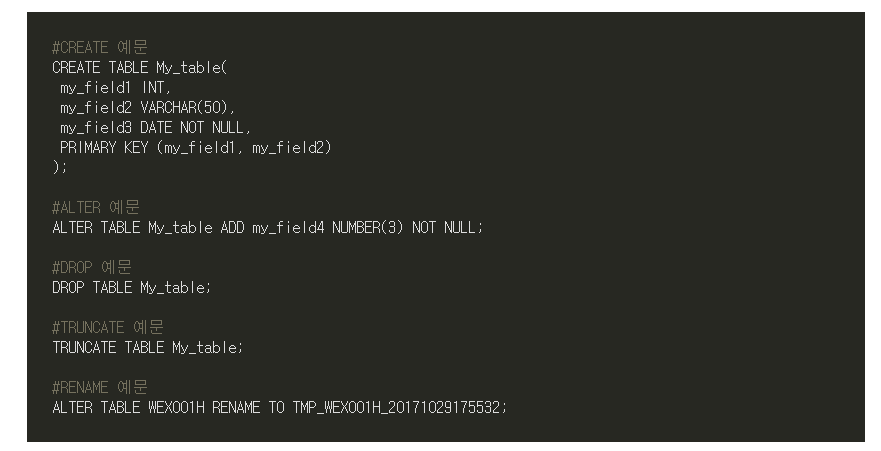 #CREATE 예문
CREATE TABLE My_table(
my_field1 INT,
my_field2 VARCHAR(50),
my_field3 DATE NOT NULL,
PRIMARY KEY (my_field1, my_field2)
);
#ALTER 예문
ALTER TABLE My_table ADD my_field4 NUMBER(3) NOT NULL;
#DROP 예문
DROP TABLE My_table;
#TRUNCATE 예문
TRUNCATE TABLE My_table;
#RENAME 예문
ALTER TABLE WEX001H RENAME TO TMP_WEX001H_20171029175532;